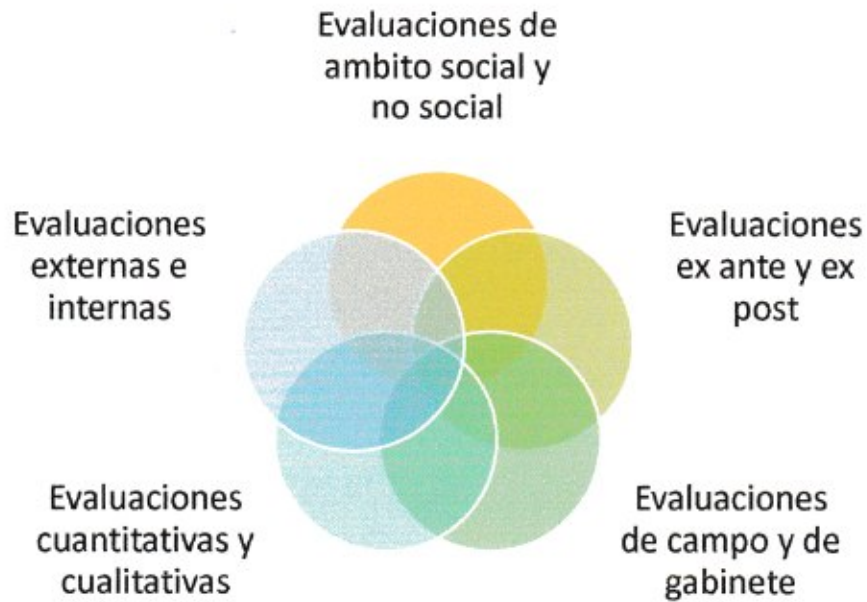 Evaluaciones de
ambito social y
no social
Evaluaciones
externas e
internas
Evaluaciones
ex ante y ex
post
Evaluaciones
cuantitativas y
cualitativas
Evaluaciones
de campo y de
gabinete